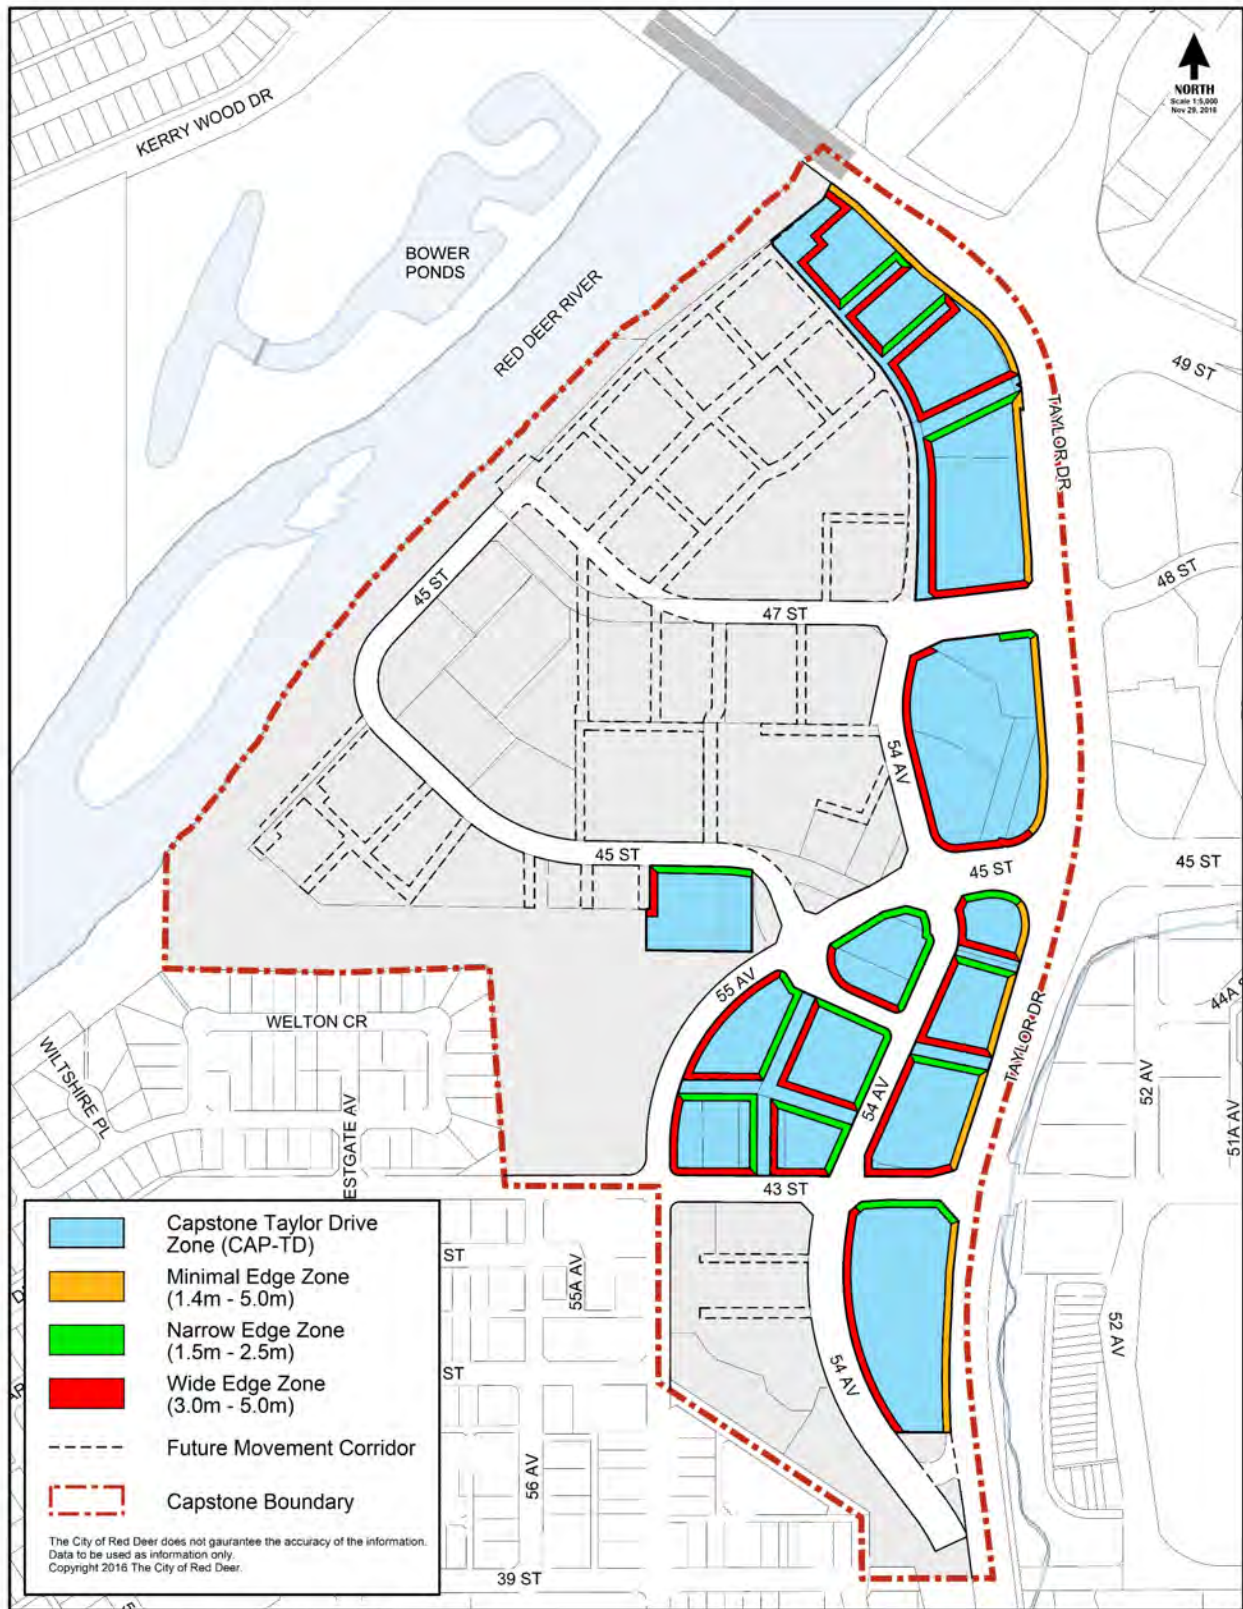 NORTH
Scale 1:5,000
Nov 29, 2016
KERRY WOOD DR
BOWER
PONDS
RED DEER RIVER
49 ST
TAYLOR DR
48 ST
45 ST
47 ST
54 AV
45 ST
45 ST
45 ST
55 AV
44A
WELTON CR
TAYLOR DR
WILTSHIRE PL
52 AV
54 AV
51A AV
ESTGATE AV
43 ST
ST
55A AV
52 AV
54 AV
ST
56 AV
39 ST
Capstone Taylor Drive
Zone (CAP-TD)
Minimal Edge Zone
(1.4m - 5.0m)
Narrow Edge Zone
(1.5m - 2.5m)
Wide Edge Zone
(3.0m - 5.0m)
Future Movement Corridor
Capstone Boundary
The City of Red Deer does not gaurantee the accuracy of the information.
Data to be used as information only.
Copyright 2016 The City of Red Deer.